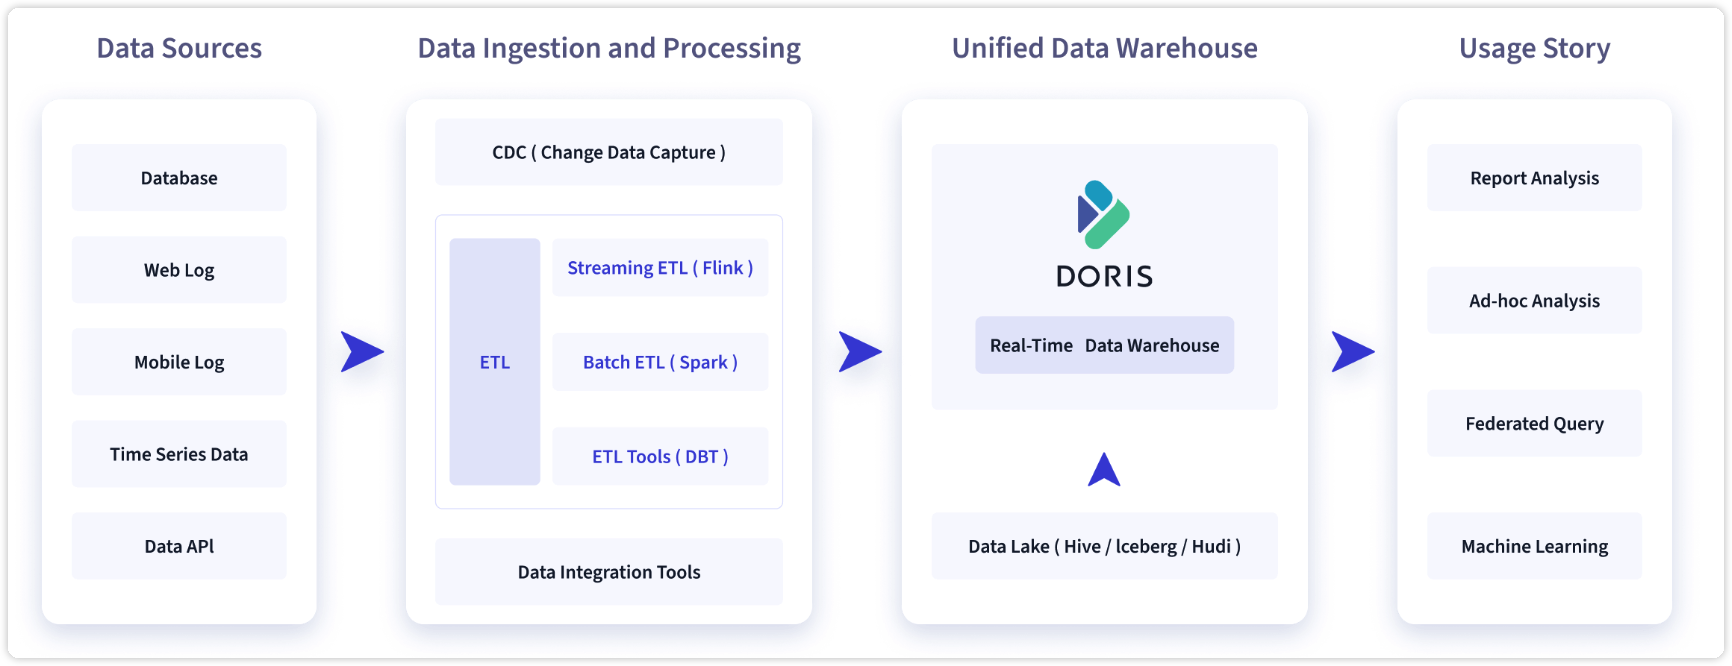 Data Sources
Database
Web Log
Mobile Log
Time Series Data
Data APl
Data Ingestion and Processing
CDC ( Change Data Capture )
ETL
Streaming ETL ( Flink )
Batch ETL ( Spark )
ETL Tools ( DBT )
Data Integration Tools
Unified Data Warehouse
DORIS
Real-Time Data Warehouse
Data Lake ( Hive / lceberg / Hudi )
Usage Story
Report Analysis
Ad-hoc Analysis
Federated Query
Machine Learning